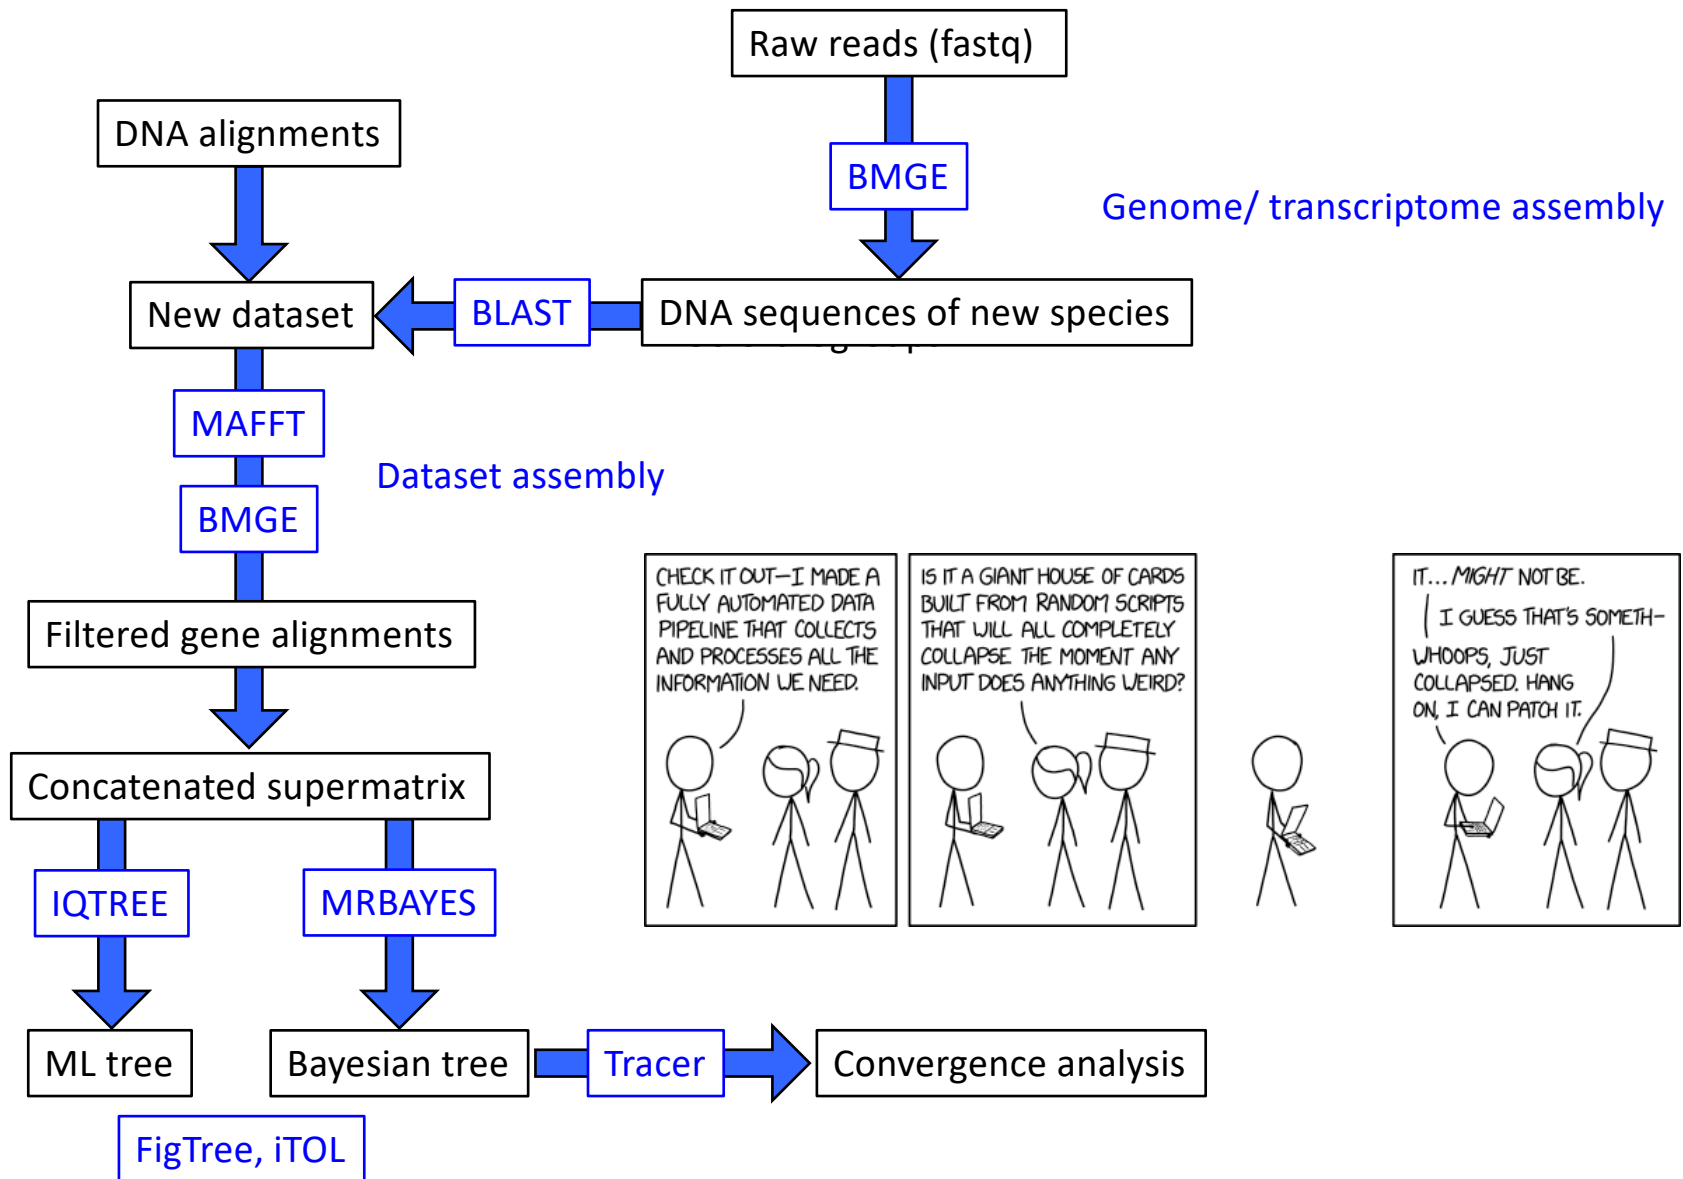 Raw reads (fastq)
DNA alignments
BMGE
Genome/ transcriptome assembly
New dataset
BLAST
DNA sequences of new species
MAFFT
Dataset assembly
BMGE
Filtered gene alignments
Concatenated supermatrix
IQTREE
MRBAYES
ML tree
Bayesian tree
Tracer
Convergence analysis
FigTree, iTOL
CHECK IT OUT—I MADE A
FULLY AUTOMATED DATA
PIPELINE THAT COLLECTS
AND PROCESSES ALL THE
INFORMATION WE NEED.
IS IT A GIANT HOUSE OF CARDS
BUILT FROM RANDOM SCRIPTS
THAT WILL ALL COMPLETELY
COLLAPSE THE MOMENT ANY
INPUT DOES ANYTHING WEIRD?
IT... MIGHT NOT BE.
I GUESS THAT'S SOMETH—
WHOOPS, JUST
COLLAPSED. HANG
ON, I CAN PATCH IT.